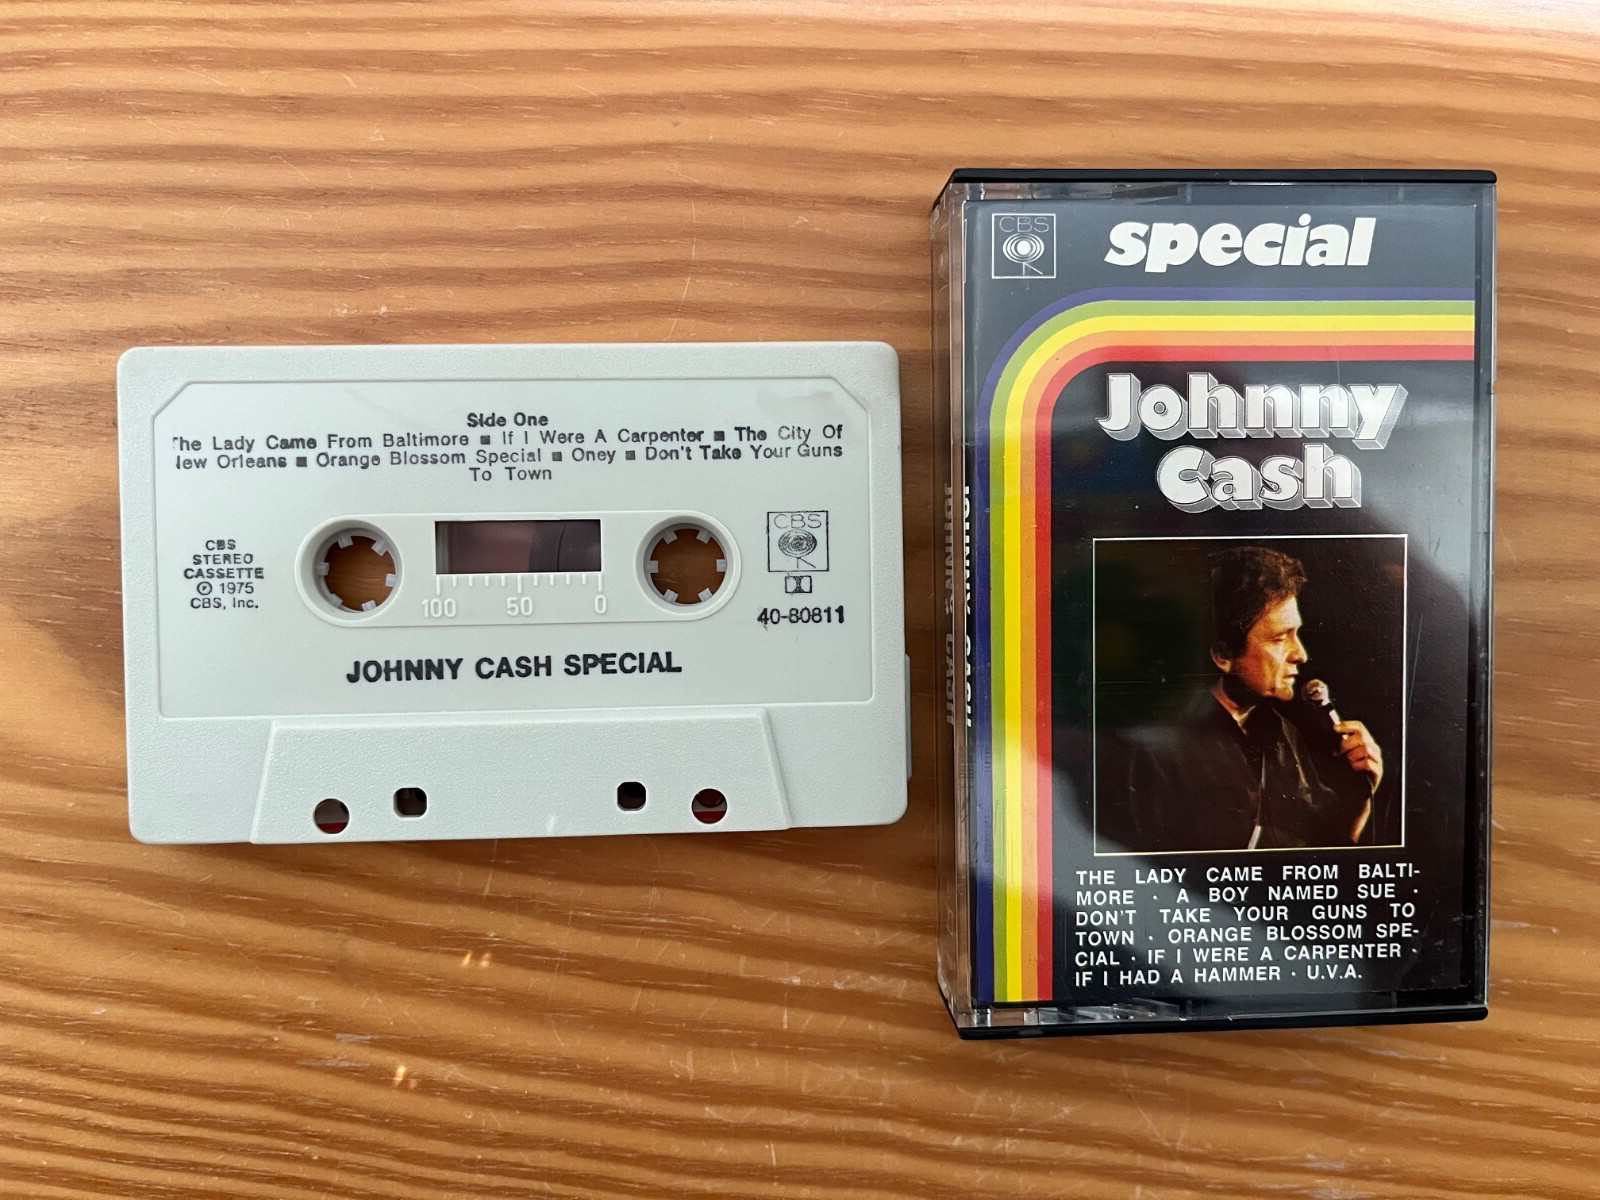 Side One
The Lady Came From Baltimore ■ If I Were A Carpenter ■ The City Of
New Orleans ■ Orange Blossom Special ■ Oney ■ Don't Take Your Guns
To Town
CBS
STEREO
CASSETTE
℗ 1975
CBS, Inc.
100 50 0
CBS
40-80811
JOHNNY CASH SPECIAL
CBS
special
Johnny
Cash
JOHNNY CASH
THE LADY CAME FROM BALTI-
MORE · A BOY NAMED SUE ·
DON'T TAKE YOUR GUNS TO
TOWN · ORANGE BLOSSOM SPE-
CIAL · IF I WERE A CARPENTER ·
IF I HAD A HAMMER · U.V.A.